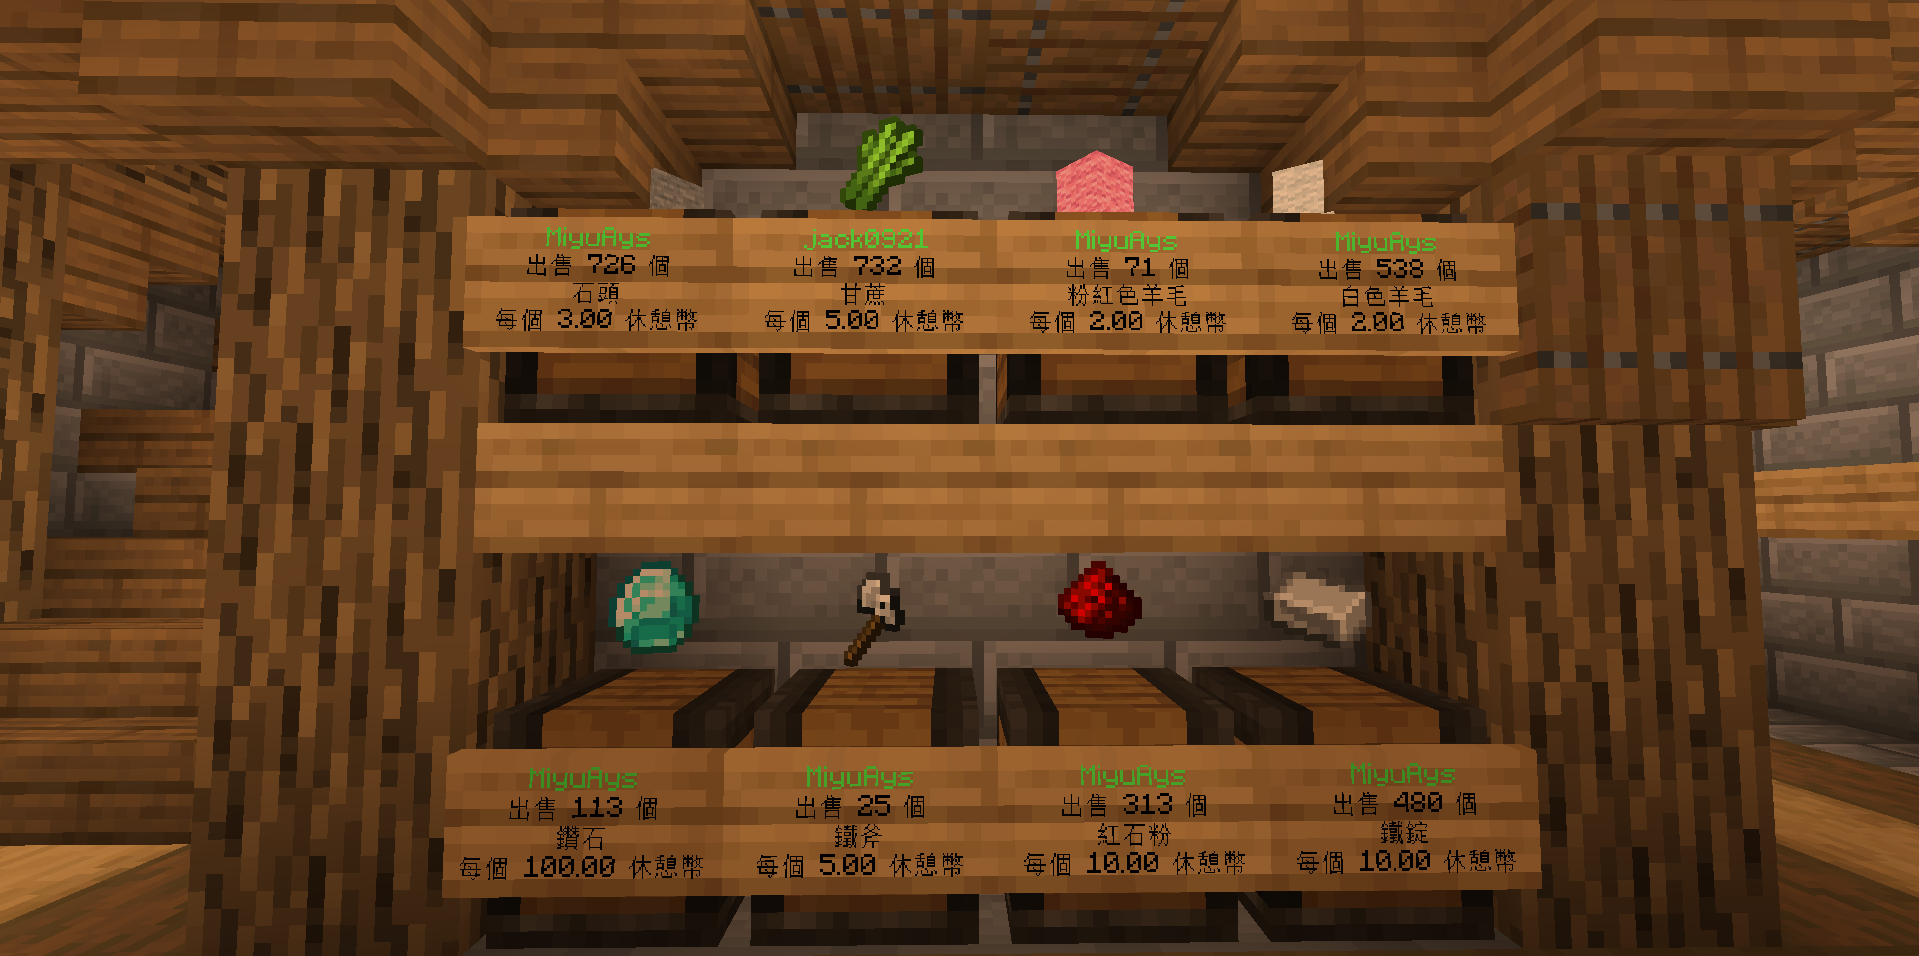 MiyuAys
出售 726 個
石頭
每個 3.00 休憩幣
jack0921
出售 732 個
甘蔗
每個 5.00 休憩幣
MiyuAys
出售 71 個
粉紅色羊毛
每個 2.00 休憩幣
MiyuAys
出售 538 個
白色羊毛
每個 2.00 休憩幣
MiyuAys
出售 113 個
鑽石
每個 100.00 休憩幣
MiyuAys
出售 25 個
鐵斧
每個 5.00 休憩幣
MiyuAys
出售 313 個
紅石粉
每個 10.00 休憩幣
MiyuAys
出售 480 個
鐵錠
每個 10.00 休憩幣